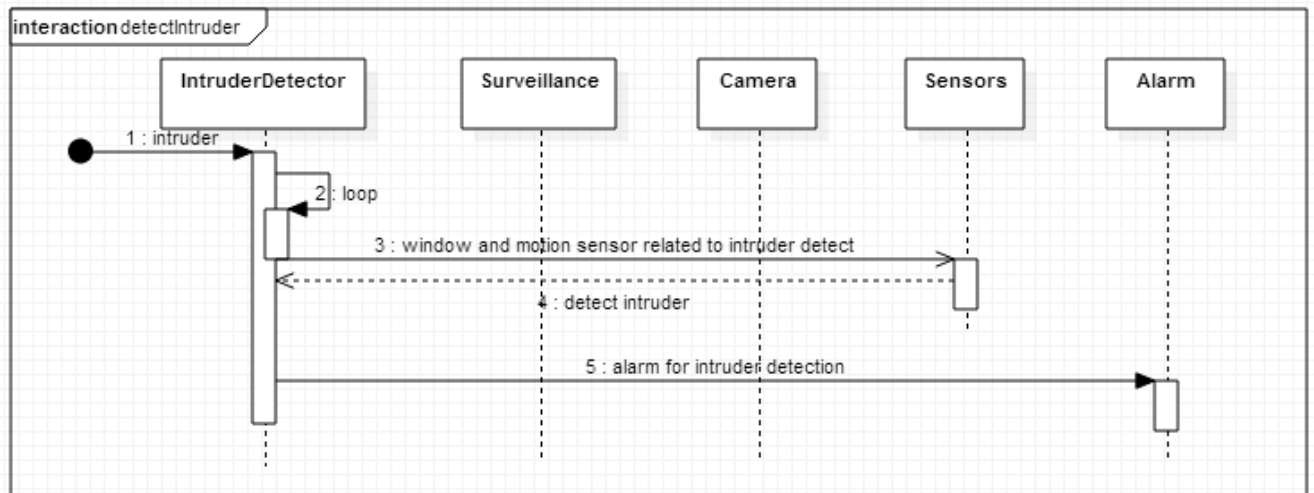 interaction detectIntruder
IntruderDetector
Surveillance
Camera
Sensors
Alarm
1 : intruder
2 : loop
3 : window and motion sensor related to intruder detect
4 : detect intruder
5 : alarm for intruder detection